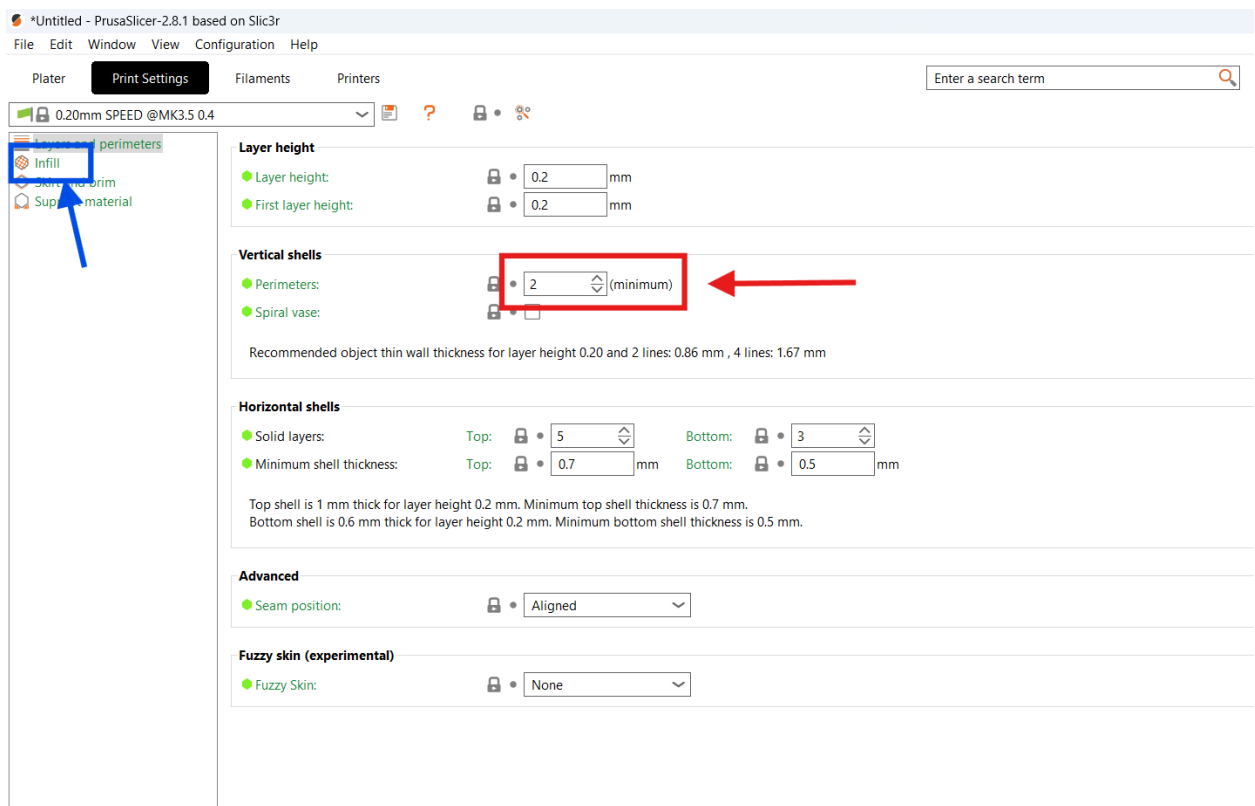 *Untitled - PrusaSlicer-2.8.1 based on Slic3r
File Edit Window View Configuration Help
Plater Print Settings Filaments Printers Enter a search term
0.20mm SPEED @MK3.5 0.4 ?
Layers and perimeters
Infill
Skirt and brim
Support material
Layer height
Layer height: 0.2 mm
First layer height: 0.2 mm
Vertical shells
Perimeters: 2 (minimum)
Spiral vase:
Recommended object thin wall thickness for layer height 0.20 and 2 lines: 0.86 mm , 4 lines: 1.67 mm
Horizontal shells
Solid layers: Top: 5 Bottom: 3
Minimum shell thickness: Top: 0.7 mm Bottom: 0.5 mm
Top shell is 1 mm thick for layer height 0.2 mm. Minimum top shell thickness is 0.7 mm.
Bottom shell is 0.6 mm thick for layer height 0.2 mm. Minimum bottom shell thickness is 0.5 mm.
Advanced
Seam position: Aligned
Fuzzy skin (experimental)
Fuzzy Skin: None